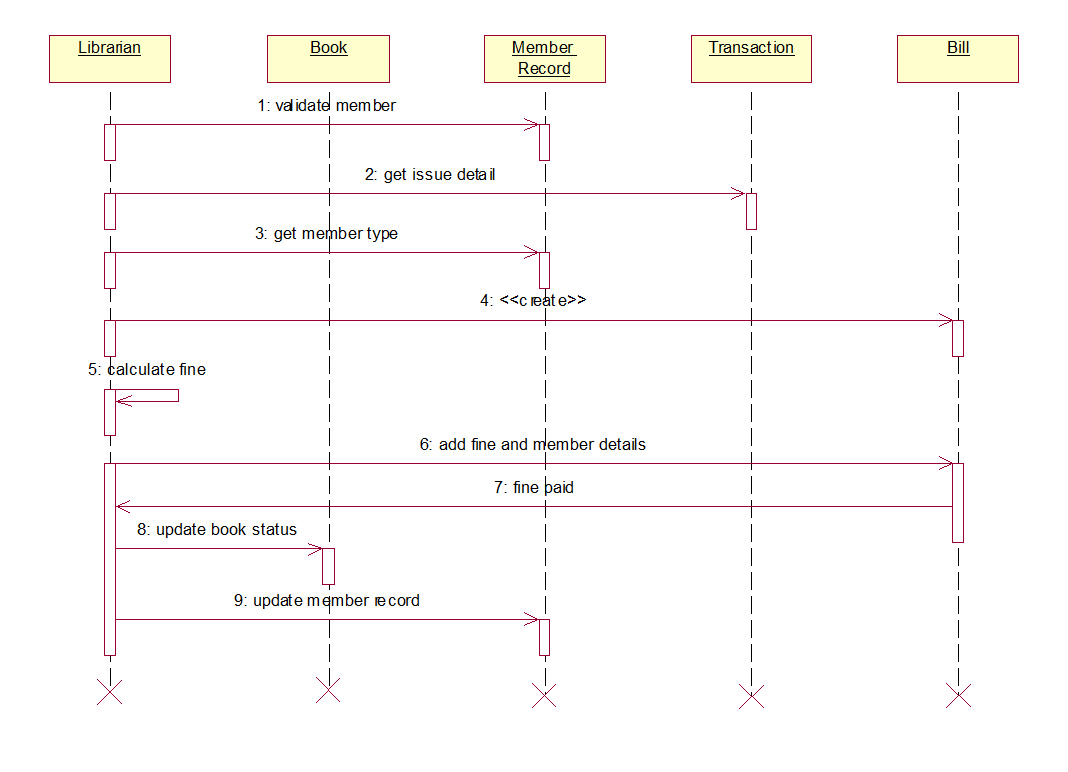 Librarian
Book
Member
Record
Transaction
Bill
1: validate member
2: get issue detail
3: get member type
4: <<create>>
5: calculate fine
6: add fine and member details
7: fine paid
8: update book status
9: update member record